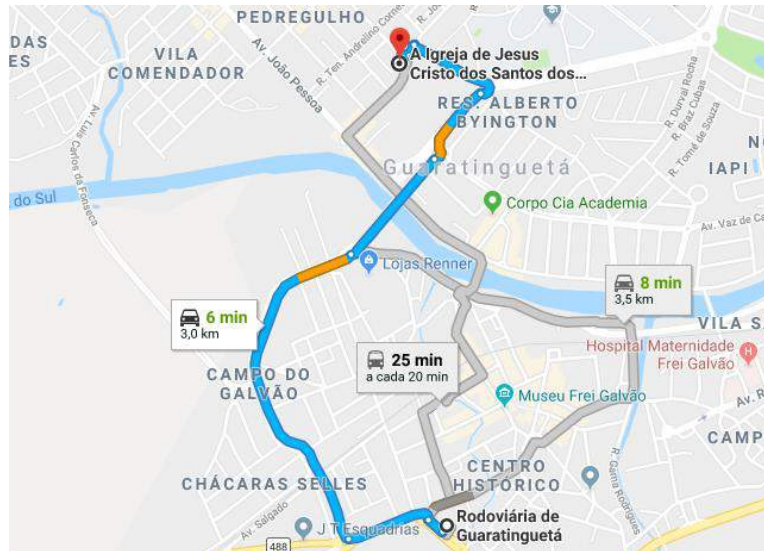 PEDREGULHO
VILA
COMENDADOR
DAS
ES
R. Ten. Andrelino
Av. João Pessoa
A Igreja de Jesus
Cristo dos Santos dos...
RES. ALBERTO
BYINGTON
R. Durval Rocha
R. Braz Cubas
R. Tomé de Souza
IAPI
Av. Luis Carlos da Fonseca
Guaratinguetá
do Sul
Corpo Cia Academia
Av. Vaz de Ca
Lojas Renner
8 min
3,5 km
6 min
3,0 km
VILA S
Hospital Maternidade
Frei Galvão
25 min
a cada 20 min
CAMPO DO
GALVÃO
Museu Frei Galvão
Av. R
CAMP
CENTRO
HISTÓRICO
CHÁCARAS SELLES
R. Gama Rodrigues
Av. Salgado
J T Esquadrias
Rodoviária de
Guaratinguetá
488